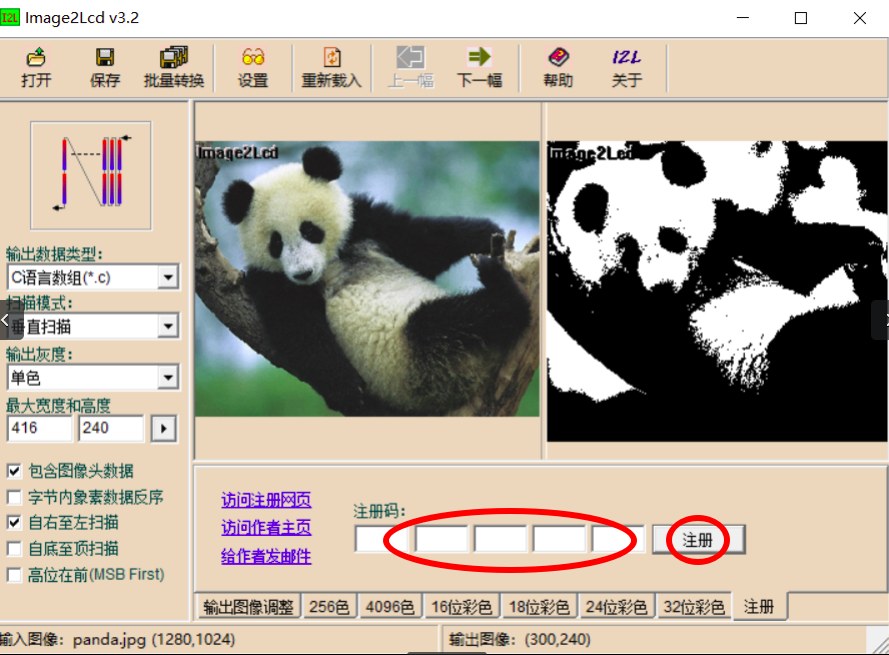 Image2Lcd v3.2
打开 保存 批量转换 设置 重新载入 上一幅 下一幅 帮助 I2L 关于
Image2Lcd
Image2Lcd
输出数据类型:
C语言数组(*.c)
扫描模式:
垂直扫描
输出灰度:
单色
最大宽度和高度
416 240
包含图像头数据
字节内象素数据反序
自右至左扫描
自底至顶扫描
高位在前(MSB First)
访问注册网页
访问作者主页
给作者发邮件
注册码:
注册
输出图像调整 256色 4096色 16位彩色 18位彩色 24位彩色 32位彩色 注册
输入图像: panda.jpg (1280,1024) 输出图像: (300,240)